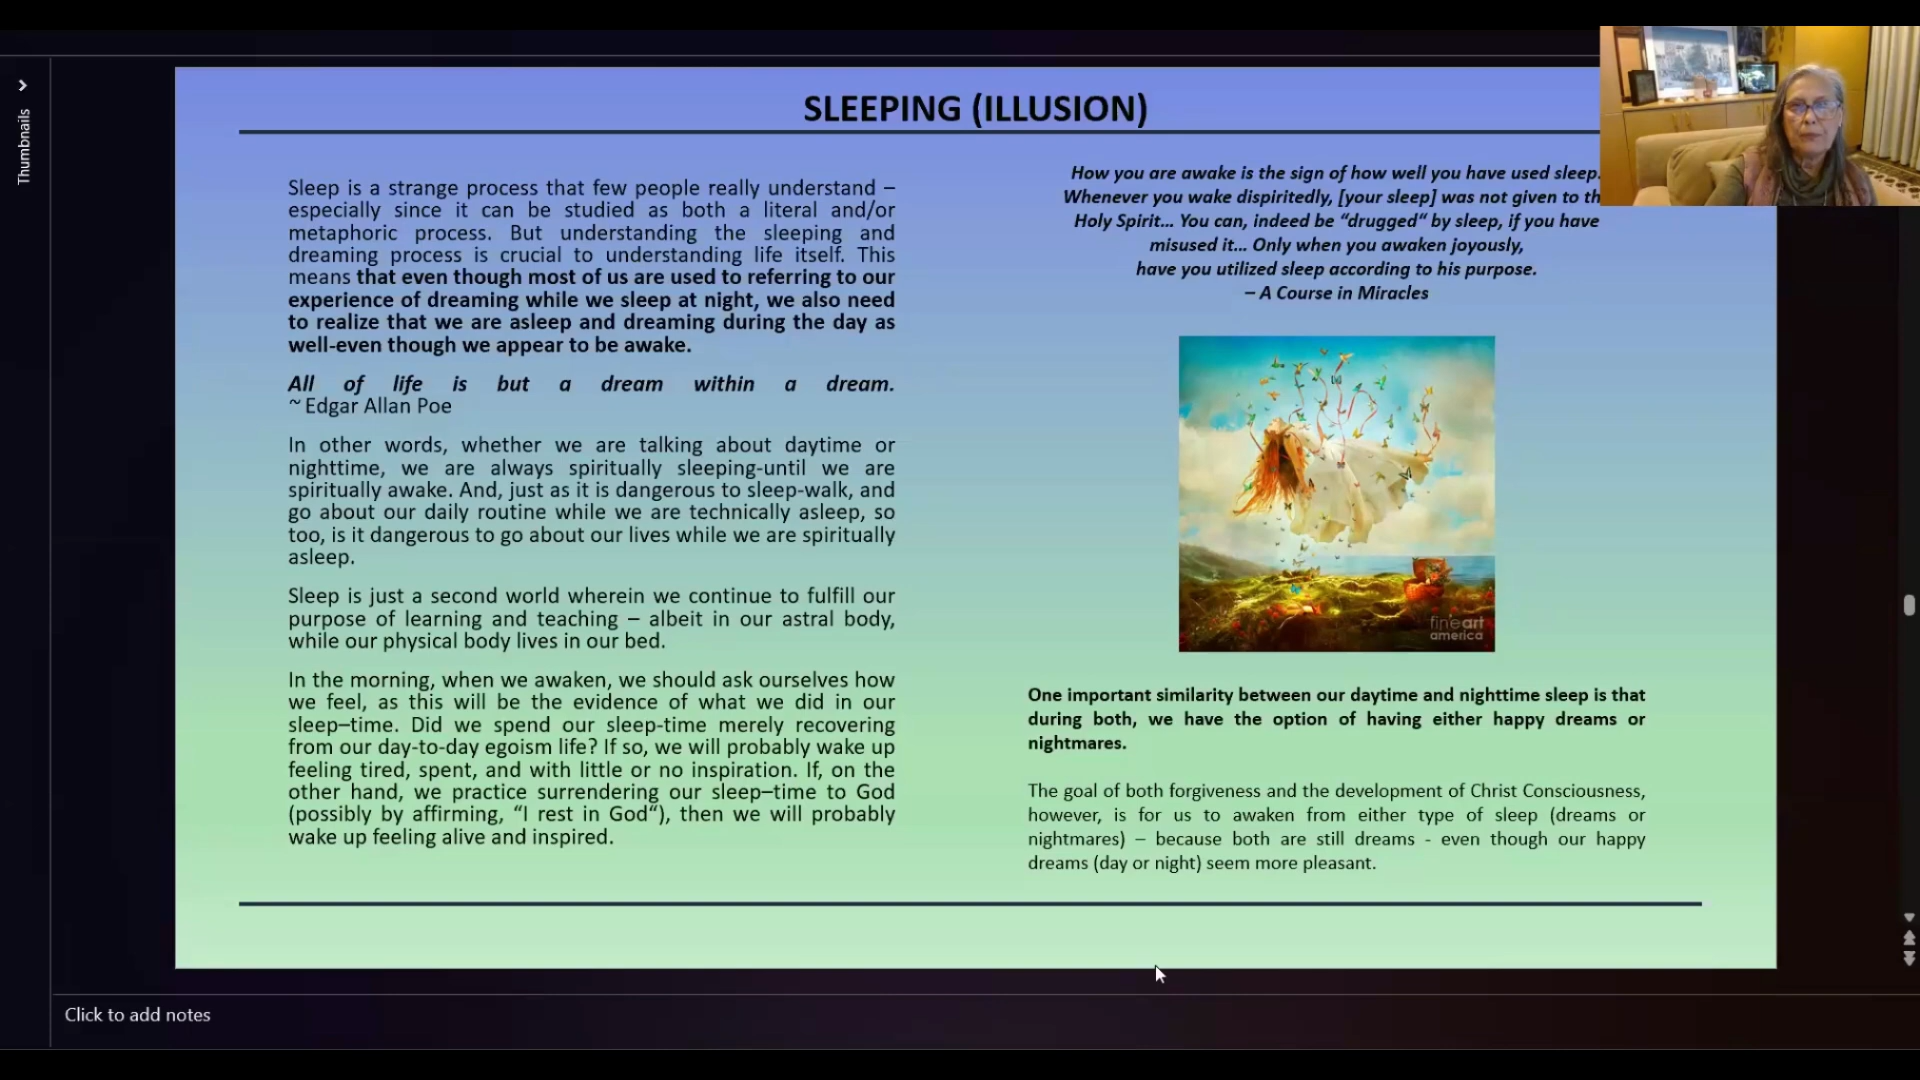 Thumbnails
SLEEPING (ILLUSION)
Sleep is a strange process that few people really understand –
especially since it can be studied as both a literal and/or
metaphoric process. But understanding the sleeping and
dreaming process is crucial to understanding life itself. This
means that even though most of us are used to referring to our
experience of dreaming while we sleep at night, we also need
to realize that we are asleep and dreaming during the day as
well-even though we appear to be awake.
All of life is but a dream within a dream.
~ Edgar Allan Poe
In other words, whether we are talking about daytime or
nighttime, we are always spiritually sleeping-until we are
spiritually awake. And, just as it is dangerous to sleep-walk, and
go about our daily routine while we are technically asleep, so
too, is it dangerous to go about our lives while we are spiritually
asleep.
Sleep is just a second world wherein we continue to fulfill our
purpose of learning and teaching – albeit in our astral body,
while our physical body lives in our bed.
In the morning, when we awaken, we should ask ourselves how
we feel, as this will be the evidence of what we did in our
sleep–time. Did we spend our sleep-time merely recovering
from our day-to-day egoism life? If so, we will probably wake up
feeling tired, spent, and with little or no inspiration. If, on the
other hand, we practice surrendering our sleep–time to God
(possibly by affirming, “I rest in God“), then we will probably
wake up feeling alive and inspired.
How you are awake is the sign of how well you have used sleep.
Whenever you wake dispiritedly, [your sleep] was not given to th
Holy Spirit... You can, indeed be “drugged“ by sleep, if you have
misused it... Only when you awaken joyously,
have you utilized sleep according to his purpose.
– A Course in Miracles
fineart
america
One important similarity between our daytime and nighttime sleep is that
during both, we have the option of having either happy dreams or
nightmares.
The goal of both forgiveness and the development of Christ Consciousness,
however, is for us to awaken from either type of sleep (dreams or
nightmares) – because both are still dreams - even though our happy
dreams (day or night) seem more pleasant.
Click to add notes